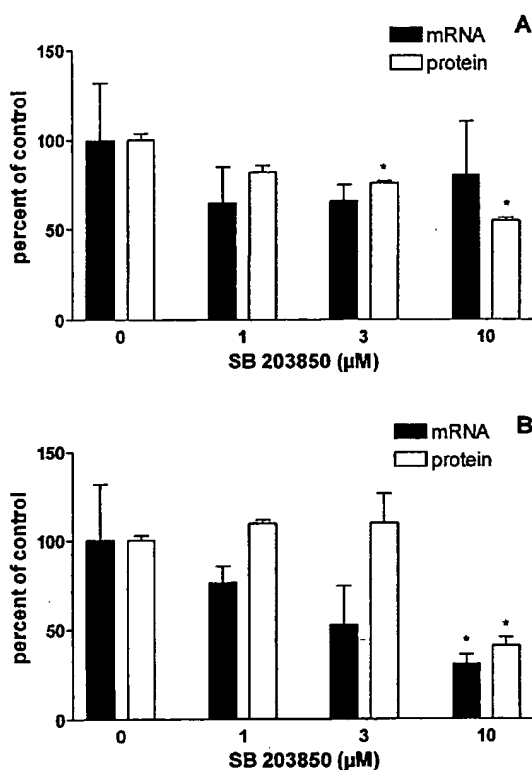 A
mRNA
protein
percent of control
150
100
50
0
*
*
0 1 3 10
SB 203850 (µM)
B
mRNA
protein
percent of control
150
100
50
0
*
*
0 1 3 10
SB 203850 (µM)